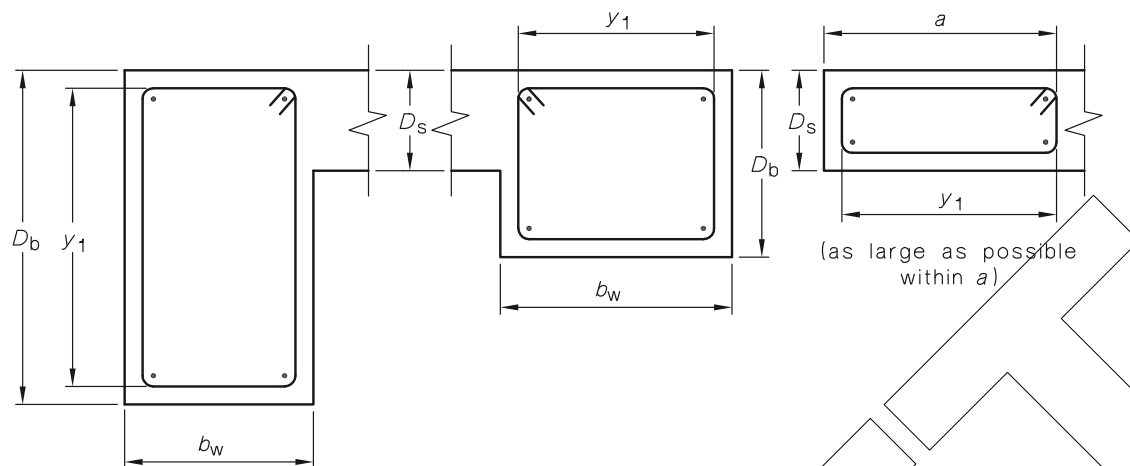 y1
a
Ds
Ds
Db
Db
y1
y1
(as large as possible
within a)
bw
bw